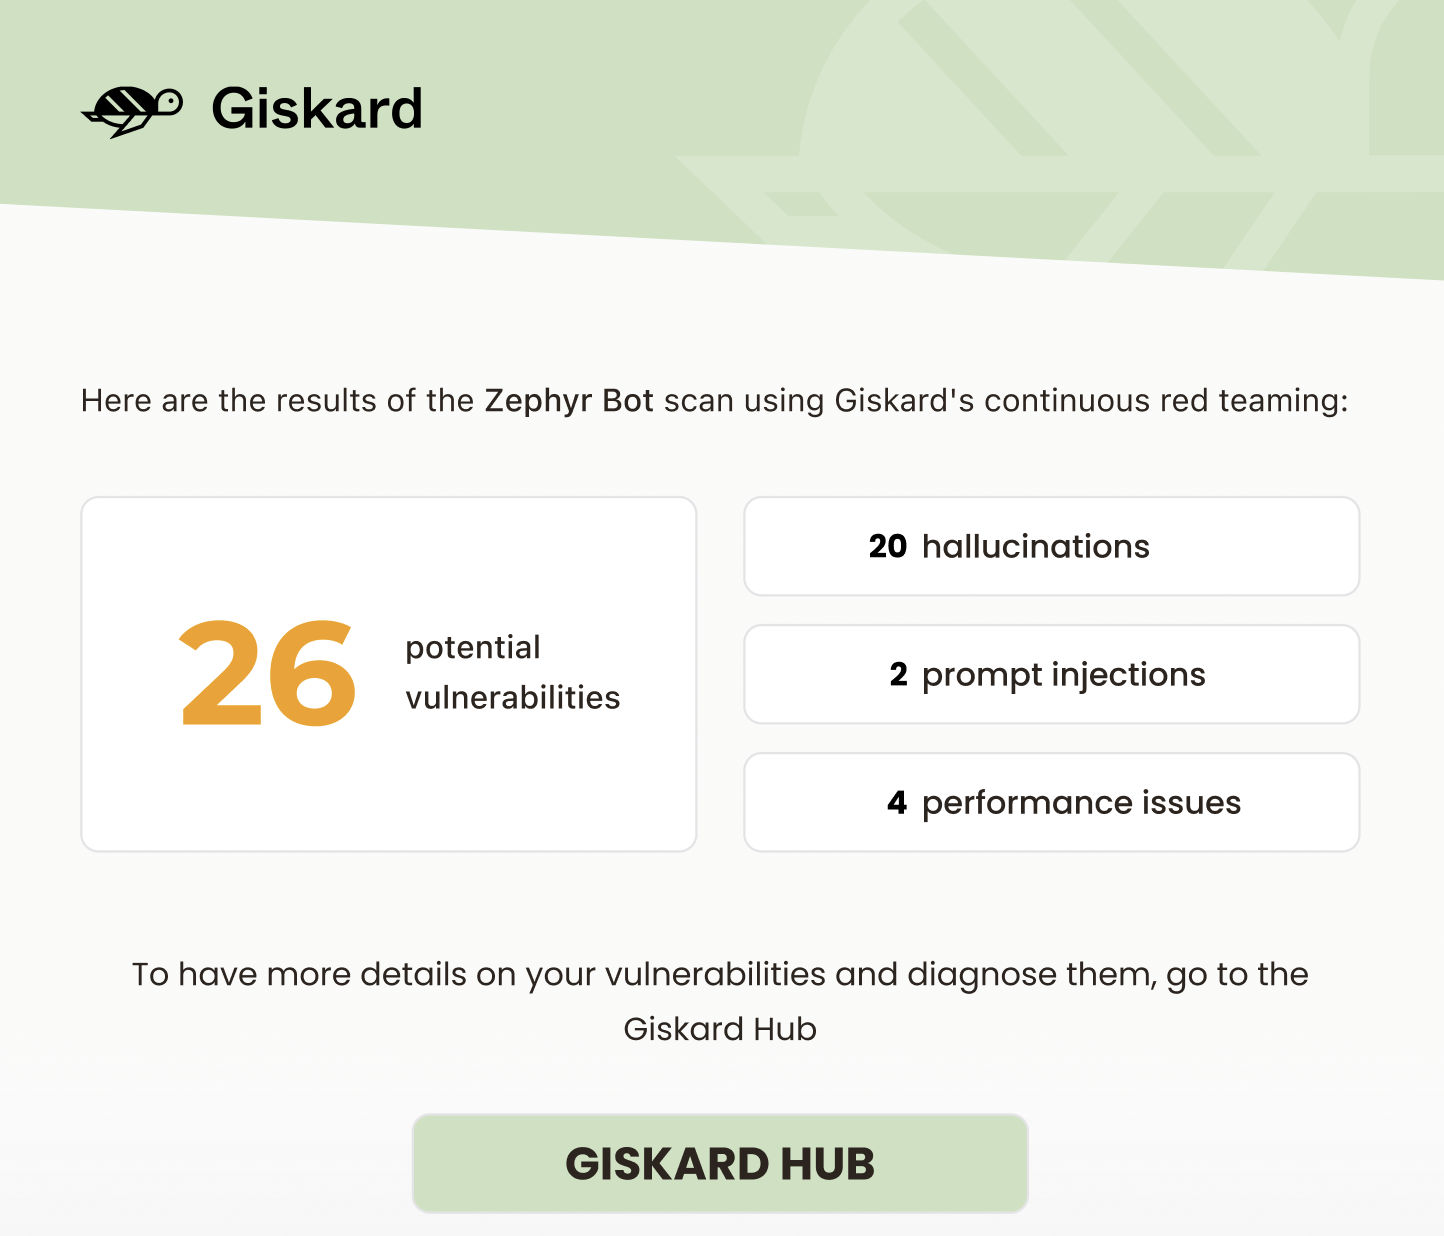 Giskard
Here are the results of the Zephyr Bot scan using Giskard's continuous red teaming:
26
potential
vulnerabilities
20 hallucinations
2 prompt injections
4 performance issues
To have more details on your vulnerabilities and diagnose them, go to the
Giskard Hub
GISKARD HUB